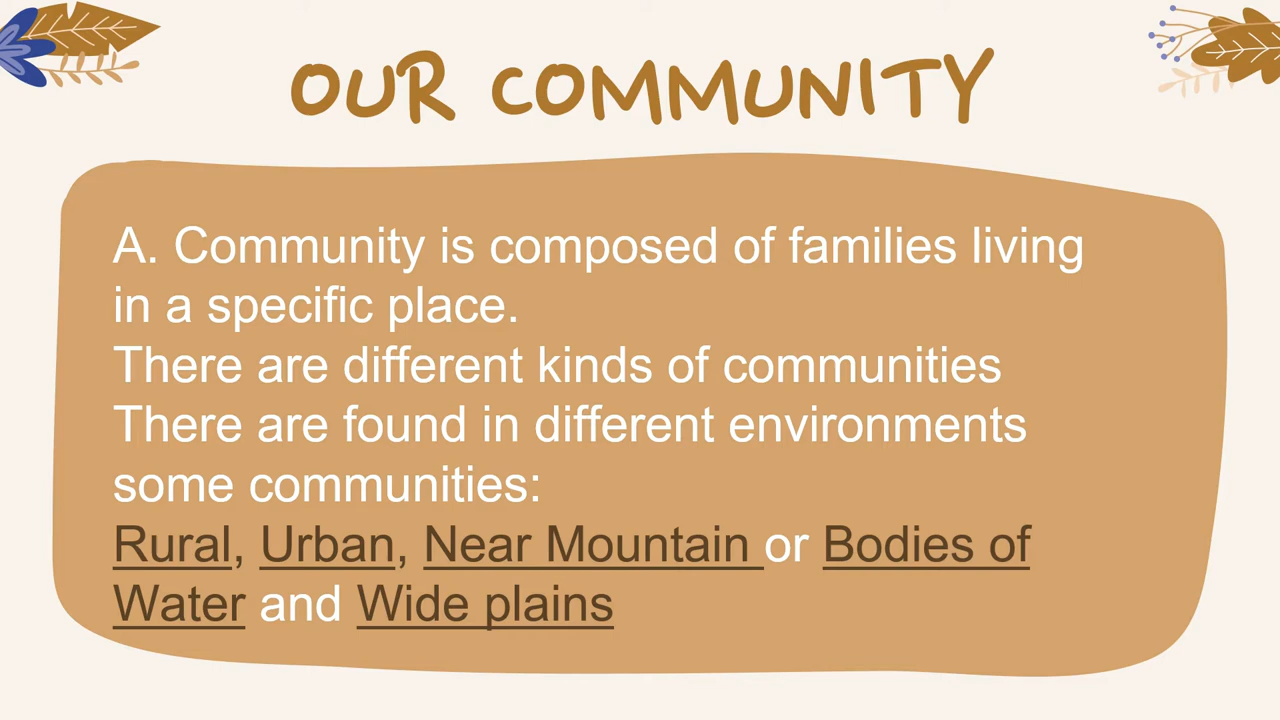 OUR COMMUNITY
A. Community is composed of families living
in a specific place.
There are different kinds of communities
There are found in different environments
some communities:
Rural, Urban, Near Mountain or Bodies of
Water and Wide plains